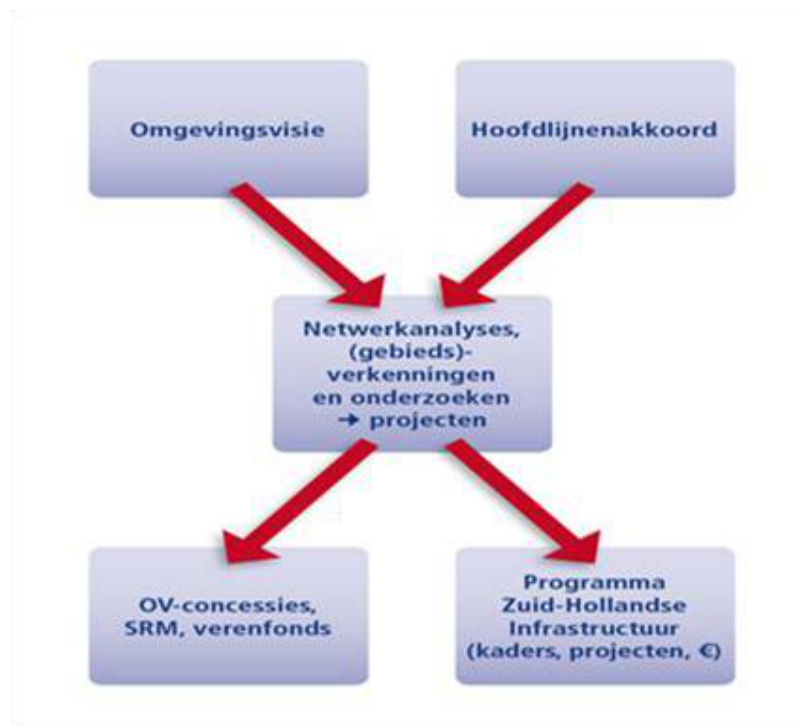 Omgevingsvisie
Hoofdlijnenakkoord
Netwerkanalyses,
(gebieds)-
verkenningen
en onderzoeken
➔ projecten
OV-concessies,
SRM, verenfonds
Programma
Zuid-Hollandse
Infrastructuur
(kaders, projecten, €)